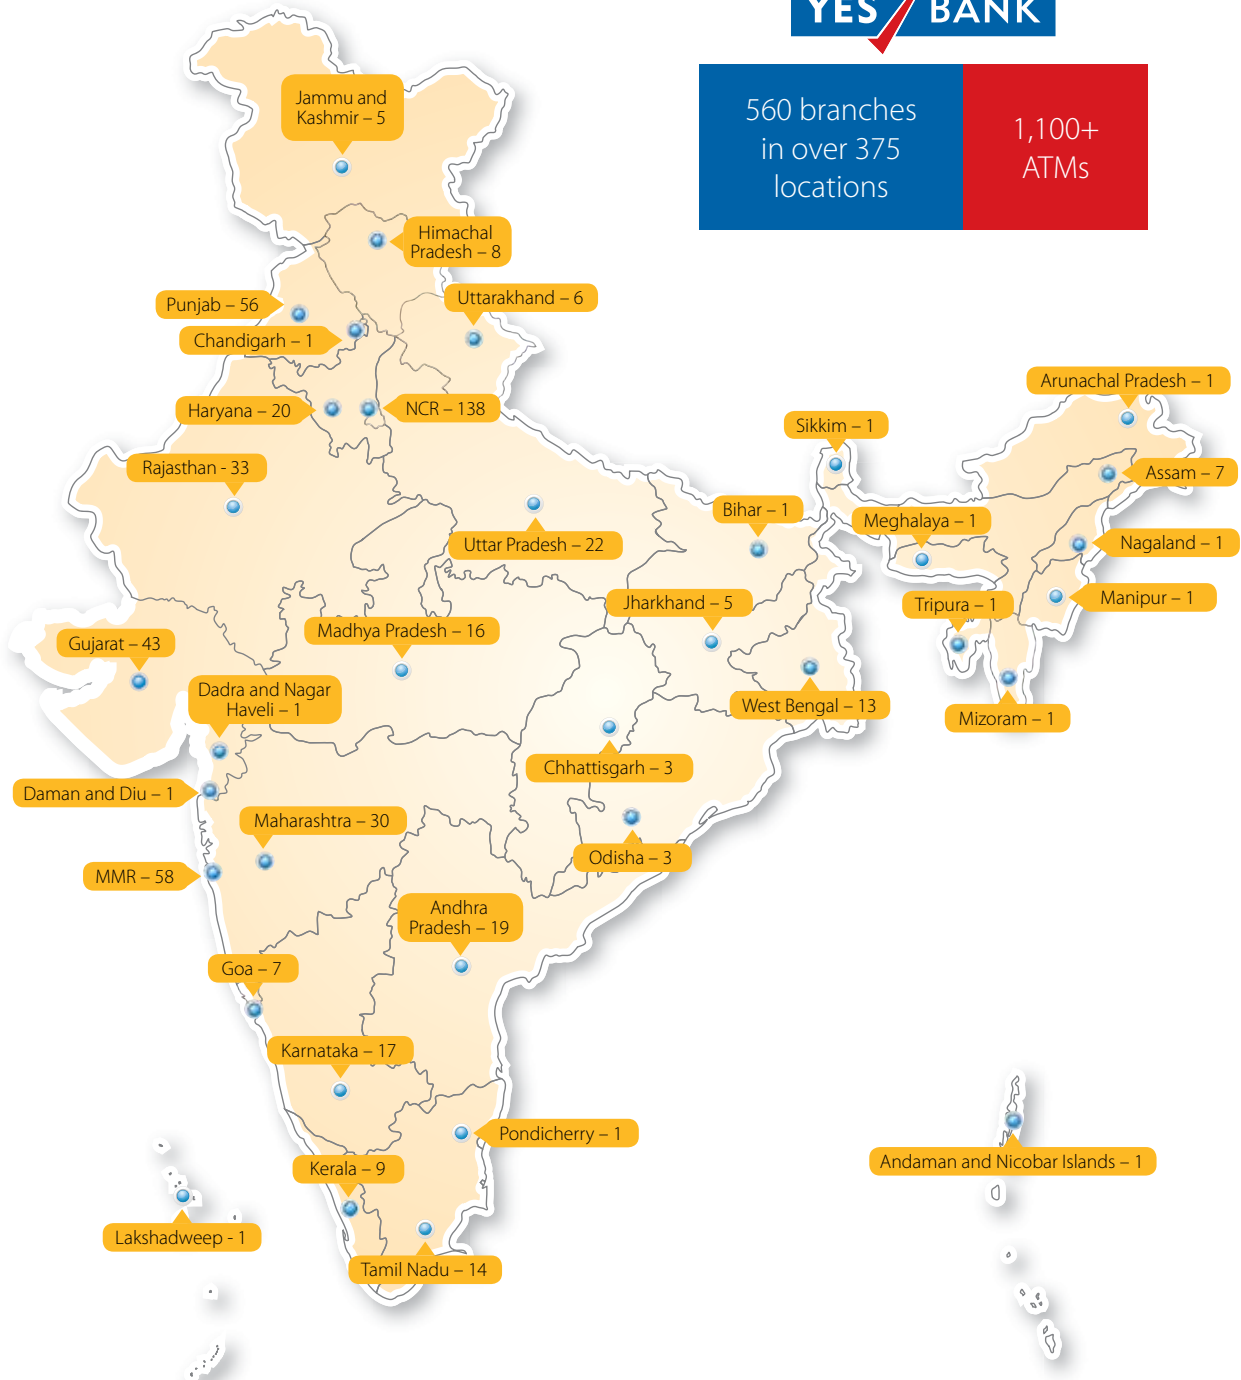 YES BANK
560 branches
in over 375
locations
1,100+
ATMs
Jammu and
Kashmir – 5
Himachal
Pradesh – 8
Punjab – 56
Uttarakhand – 6
Chandigarh – 1
Haryana – 20
NCR – 138
Arunachal Pradesh – 1
Sikkim – 1
Rajasthan - 33
Assam – 7
Bihar – 1
Meghalaya – 1
Uttar Pradesh – 22
Nagaland – 1
Jharkhand – 5
Tripura – 1
Manipur – 1
Madhya Pradesh – 16
Gujarat – 43
Dadra and Nagar
Haveli – 1
West Bengal – 13
Mizoram – 1
Chhattisgarh – 3
Daman and Diu – 1
Maharashtra – 30
Odisha – 3
MMR – 58
Andhra
Pradesh – 19
Goa – 7
Karnataka – 17
Pondicherry – 1
Kerala – 9
Andaman and Nicobar Islands – 1
Lakshadweep - 1
Tamil Nadu – 14